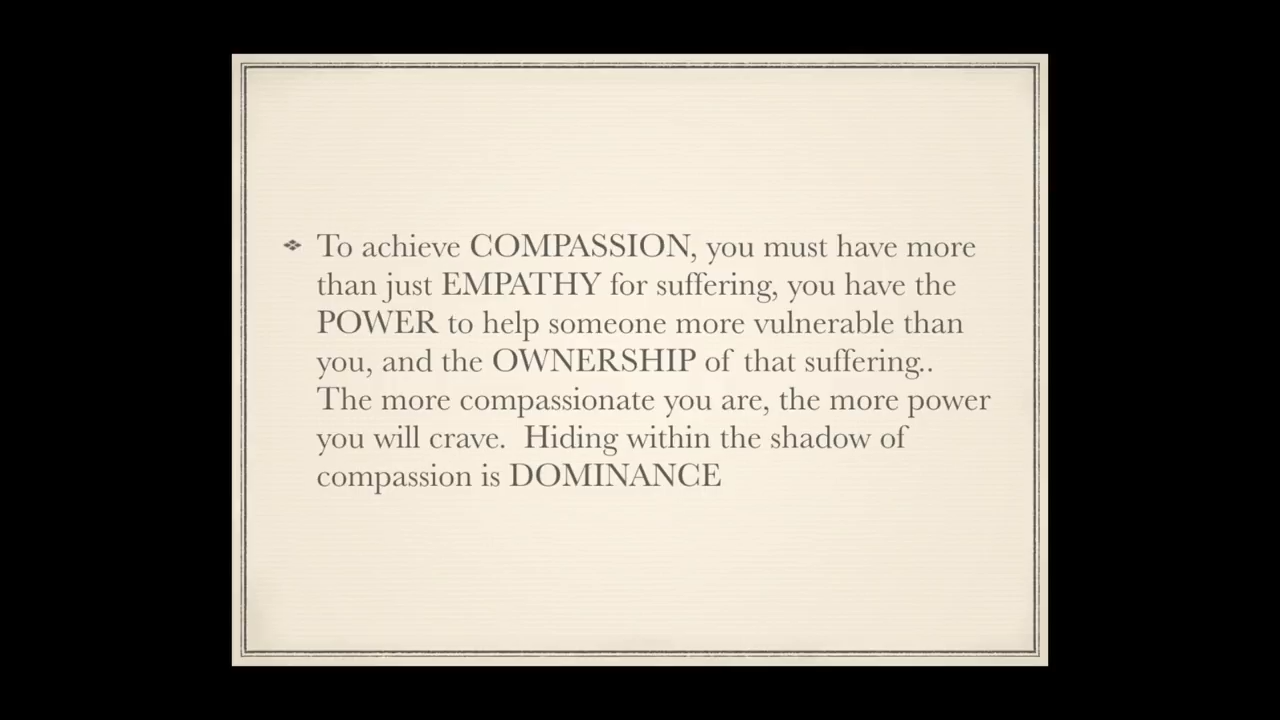 To achieve COMPASSION, you must have more
than just EMPATHY for suffering, you have the
POWER to help someone more vulnerable than
you, and the OWNERSHIP of that suffering..
The more compassionate you are, the more power
you will crave.  Hiding within the shadow of
compassion is DOMINANCE